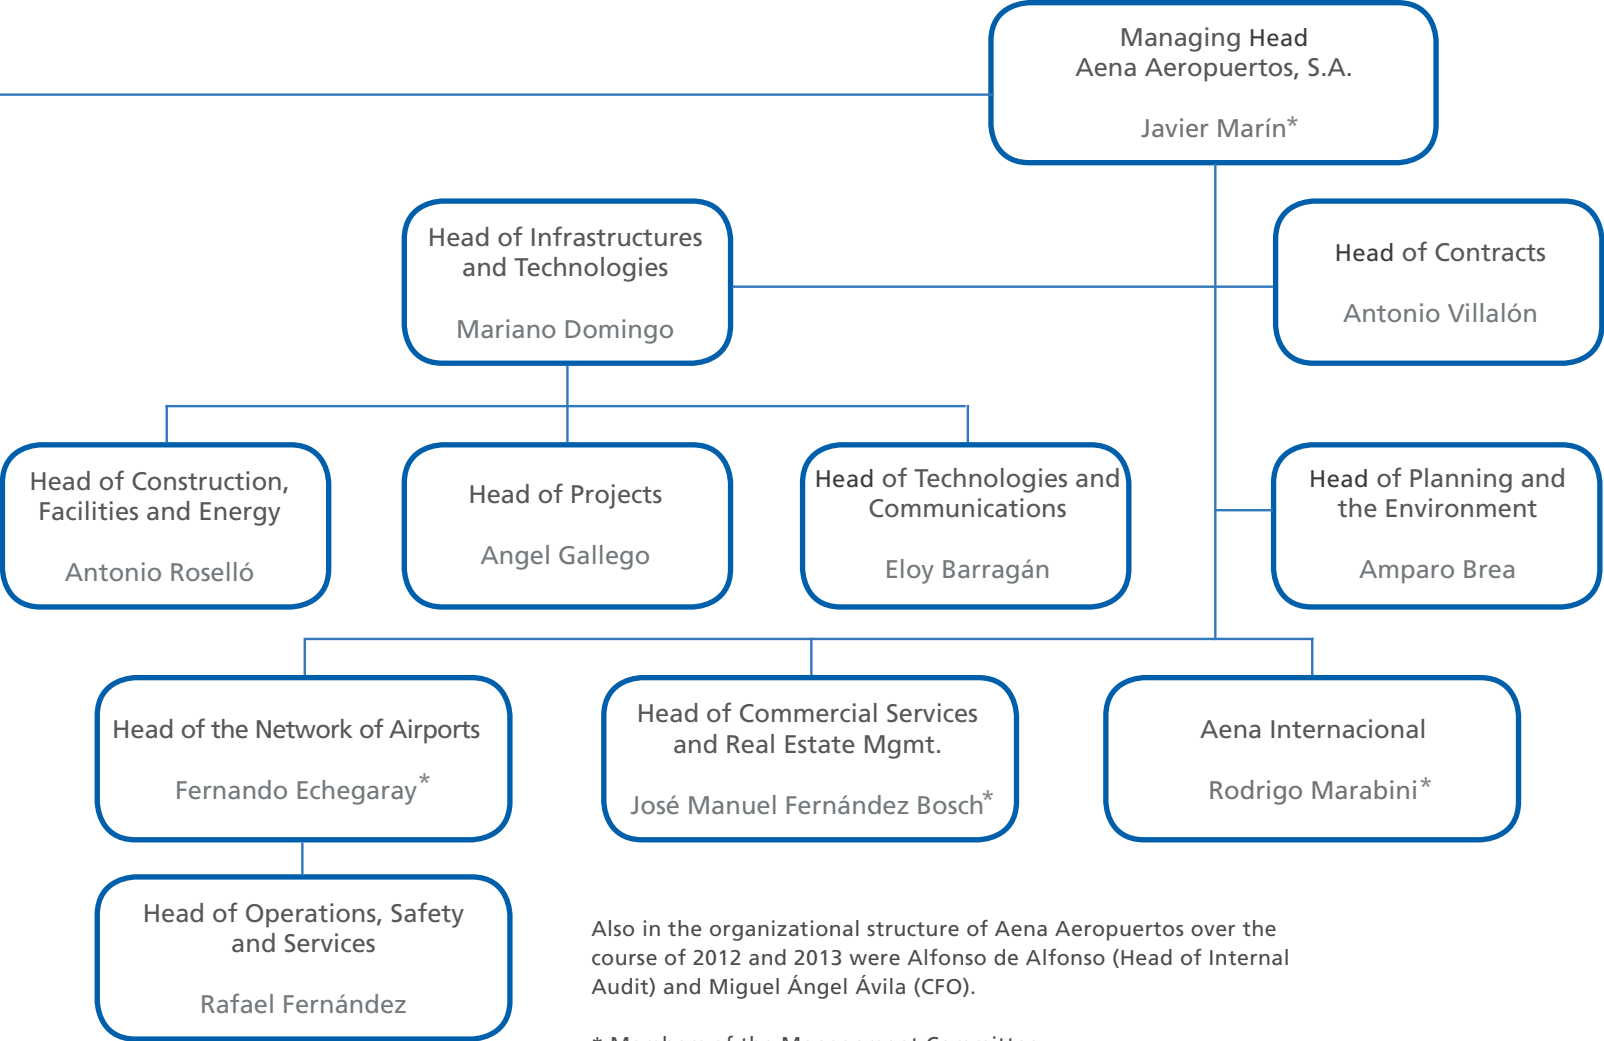 Managing Head
Aena Aeropuertos, S.A.
Javier Marín*
Head of Infrastructures
and Technologies
Mariano Domingo
Head of Contracts
Antonio Villalón
Head of Construction,
Facilities and Energy
Antonio Roselló
Head of Projects
Angel Gallego
Head of Technologies and
Communications
Eloy Barragán
Head of Planning and
the Environment
Amparo Brea
Head of the Network of Airports
Fernando Echegaray*
Head of Commercial Services
and Real Estate Mgmt.
José Manuel Fernández Bosch*
Aena Internacional
Rodrigo Marabini*
Head of Operations, Safety
and Services
Rafael Fernández
Also in the organizational structure of Aena Aeropuertos over the
course of 2012 and 2013 were Alfonso de Alfonso (Head of Internal
Audit) and Miguel Ángel Ávila (CFO).
* Members of the Management Committee